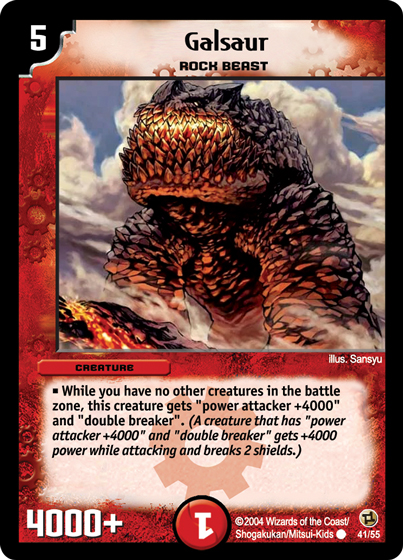 5
Galsaur
ROCK BEAST
illus. Sansyu
CREATURE
▪ While you have no other creatures in the battle
zone, this creature gets "power attacker +4000"
and "double breaker". (A creature that has "power
attacker +4000" and "double breaker" gets +4000
power while attacking and breaks 2 shields.)
4000+
1
©2004 Wizards of the Coast/
Shogakukan/Mitsui-Kids
41/55